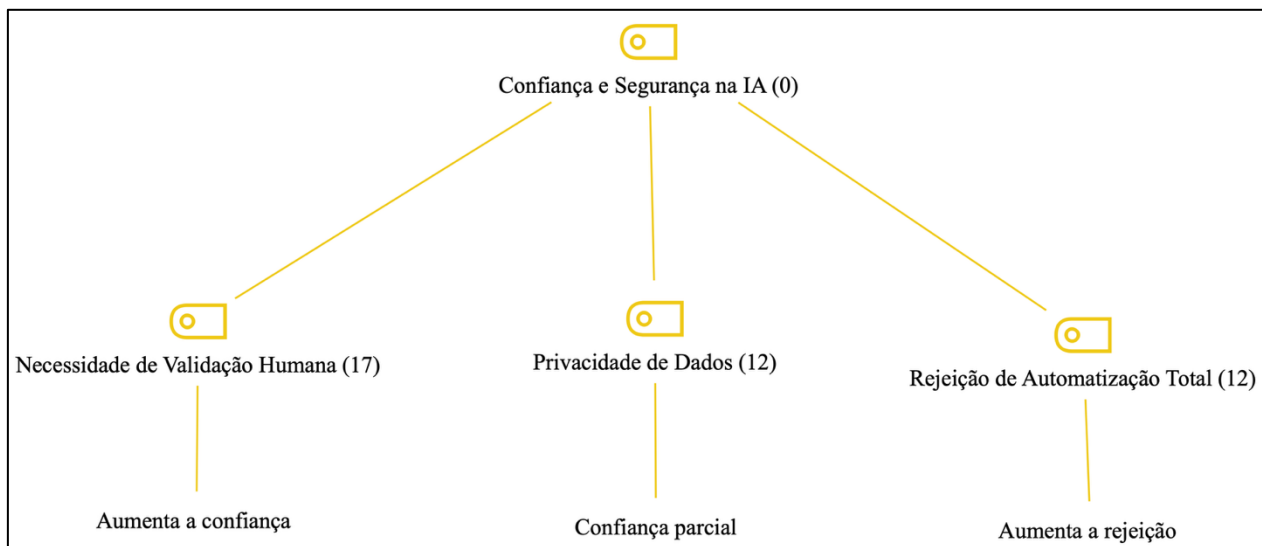 Confiança e Segurança na IA (0)
Necessidade de Validação Humana (17)
Privacidade de Dados (12)
Rejeição de Automatização Total (12)
Aumenta a confiança
Confiança parcial
Aumenta a rejeição